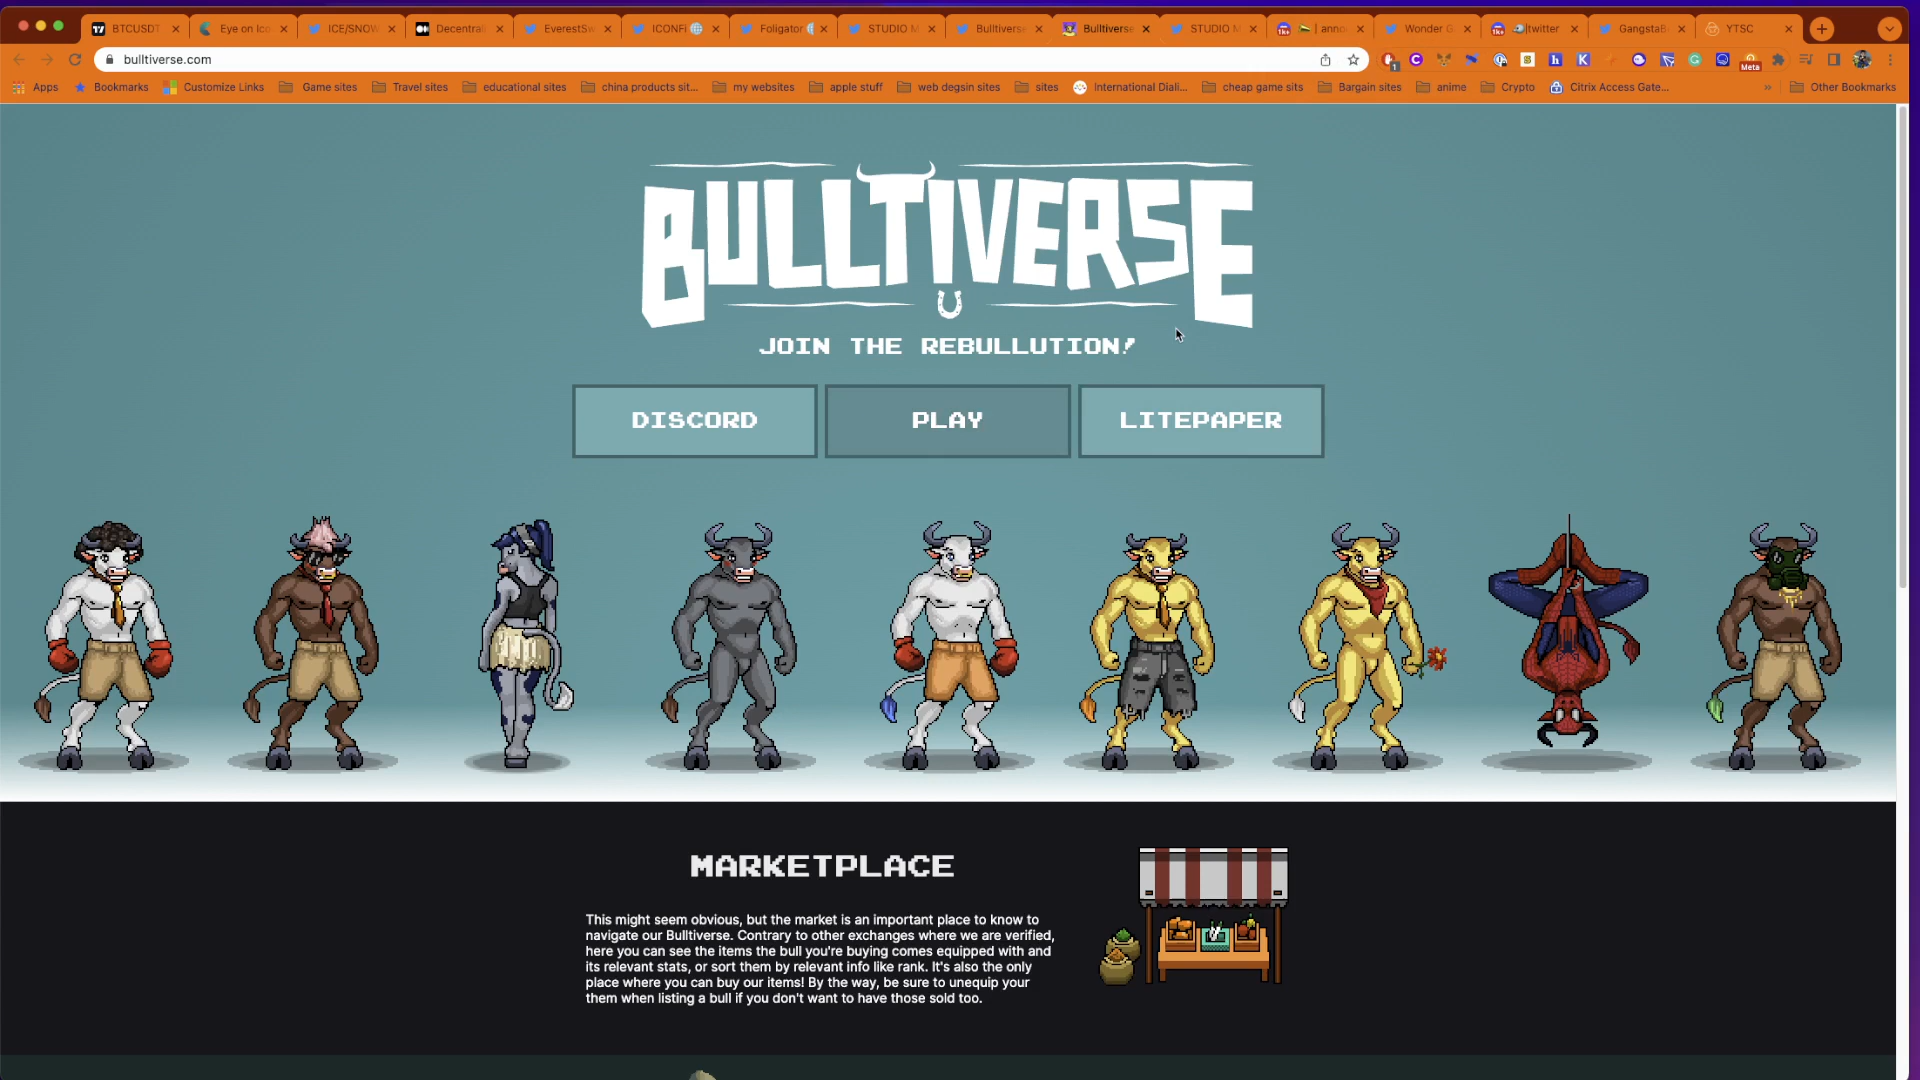 BTCUSDT
Eye on Ico
ICE/SNOW
Decentrali
EverestSw
ICONFi
Foligator
STUDIO M
Bulltivers
Bulltiverse
STUDIO M
| anno
Wonder G
|twitter
GangstaB
YTSC
bulltiverse.com
Apps
Bookmarks
Customize Links
Game sites
Travel sites
educational sites
china products sit...
my websites
apple stuff
web degsin sites
sites
International Diali...
cheap game sits
Bargain sites
anime
Crypto
Citrix Access Gate...
»
Other Bookmarks
Meta
BULLTIVERSE
JOIN THE REBULLUTION!
DISCORD
PLAY
LITEPAPER
MARKETPLACE
This might seem obvious, but the market is an important place to know to
navigate our Bulltiverse. Contrary to other exchanges where we are verified,
here you can see the items the bull you're buying comes equipped with and
its relevant stats, or sort them by relevant info like rank. It's also the only
place where you can buy our items! By the way, be sure to unequip your
them when listing a bull if you don't want to have those sold too.